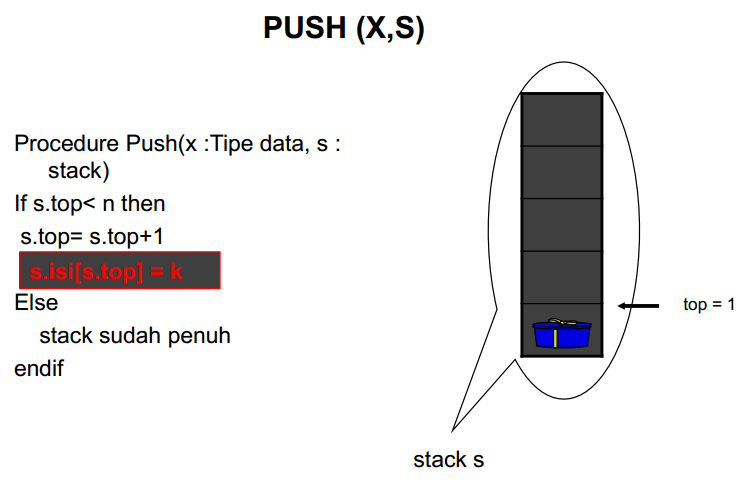 PUSH (X,S)
Procedure Push(x :Tipe data, s :
stack)
If s.top< n then
s.top= s.top+1
s.isi[s.top] = k
Else
stack sudah penuh
endif
top = 1
stack s